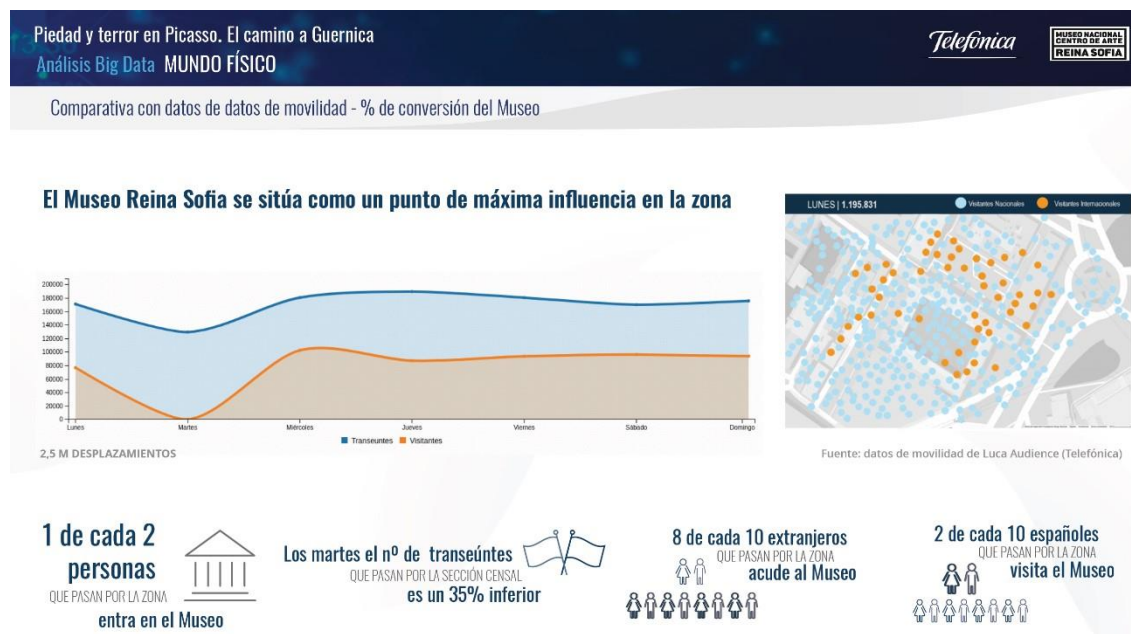 Piedad y terror en Picasso. El camino a Guernica
Análisis Big Data MUNDO FÍSICO
Telefónica
MUSEO NACIONAL
CENTRO DE ARTE
REINA SOFIA
Comparativa con datos de datos de movilidad - % de conversión del Museo
El Museo Reina Sofia se sitúa como un punto de máxima influencia en la zona
LUNES | 1.195.831
Visitantes Nacionales
Visitantes Internacionales
200000
180000
160000
140000
120000
100000
80000
60000
40000
20000
0
Lunes Martes Miércoles Jueves Viernes Sábado Domingo
Transeuntes Visitantes
2,5 M DESPLAZAMIENTOS
Fuente: datos de movilidad de Luca Audience (Telefónica)
1 de cada 2
personas
QUE PASAN POR LA ZONA
entra en el Museo
Los martes el nº de transeúntes
QUE PASAN POR LA SECCIÓN CENSAL
es un 35% inferior
8 de cada 10 extranjeros
QUE PASAN POR LA ZONA
acude al Museo
2 de cada 10 españoles
QUE PASAN POR LA ZONA
visita el Museo